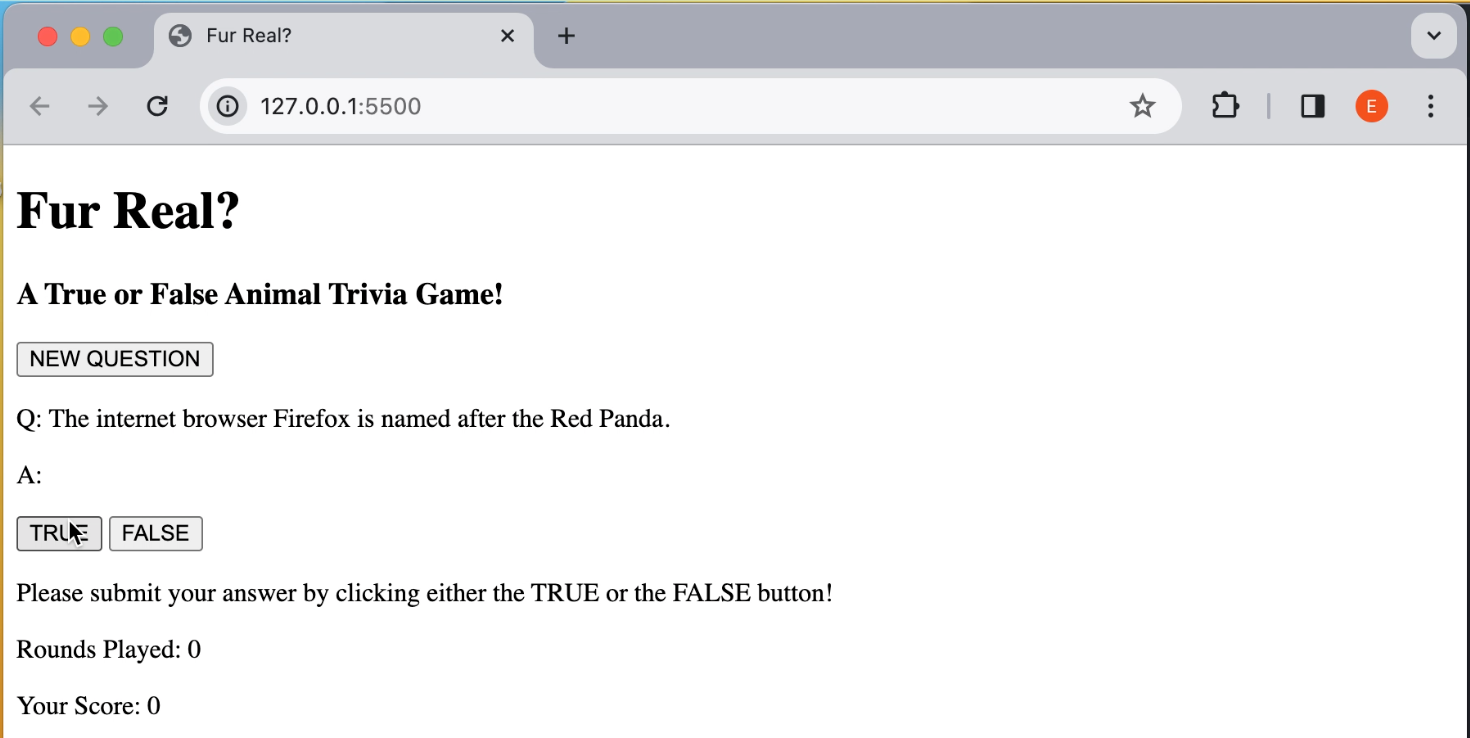 Fur Real?
127.0.0.1:5500
E
Fur Real?
A True or False Animal Trivia Game!
NEW QUESTION
Q: The internet browser Firefox is named after the Red Panda.
A:
TRUE FALSE
Please submit your answer by clicking either the TRUE or the FALSE button!
Rounds Played: 0
Your Score: 0